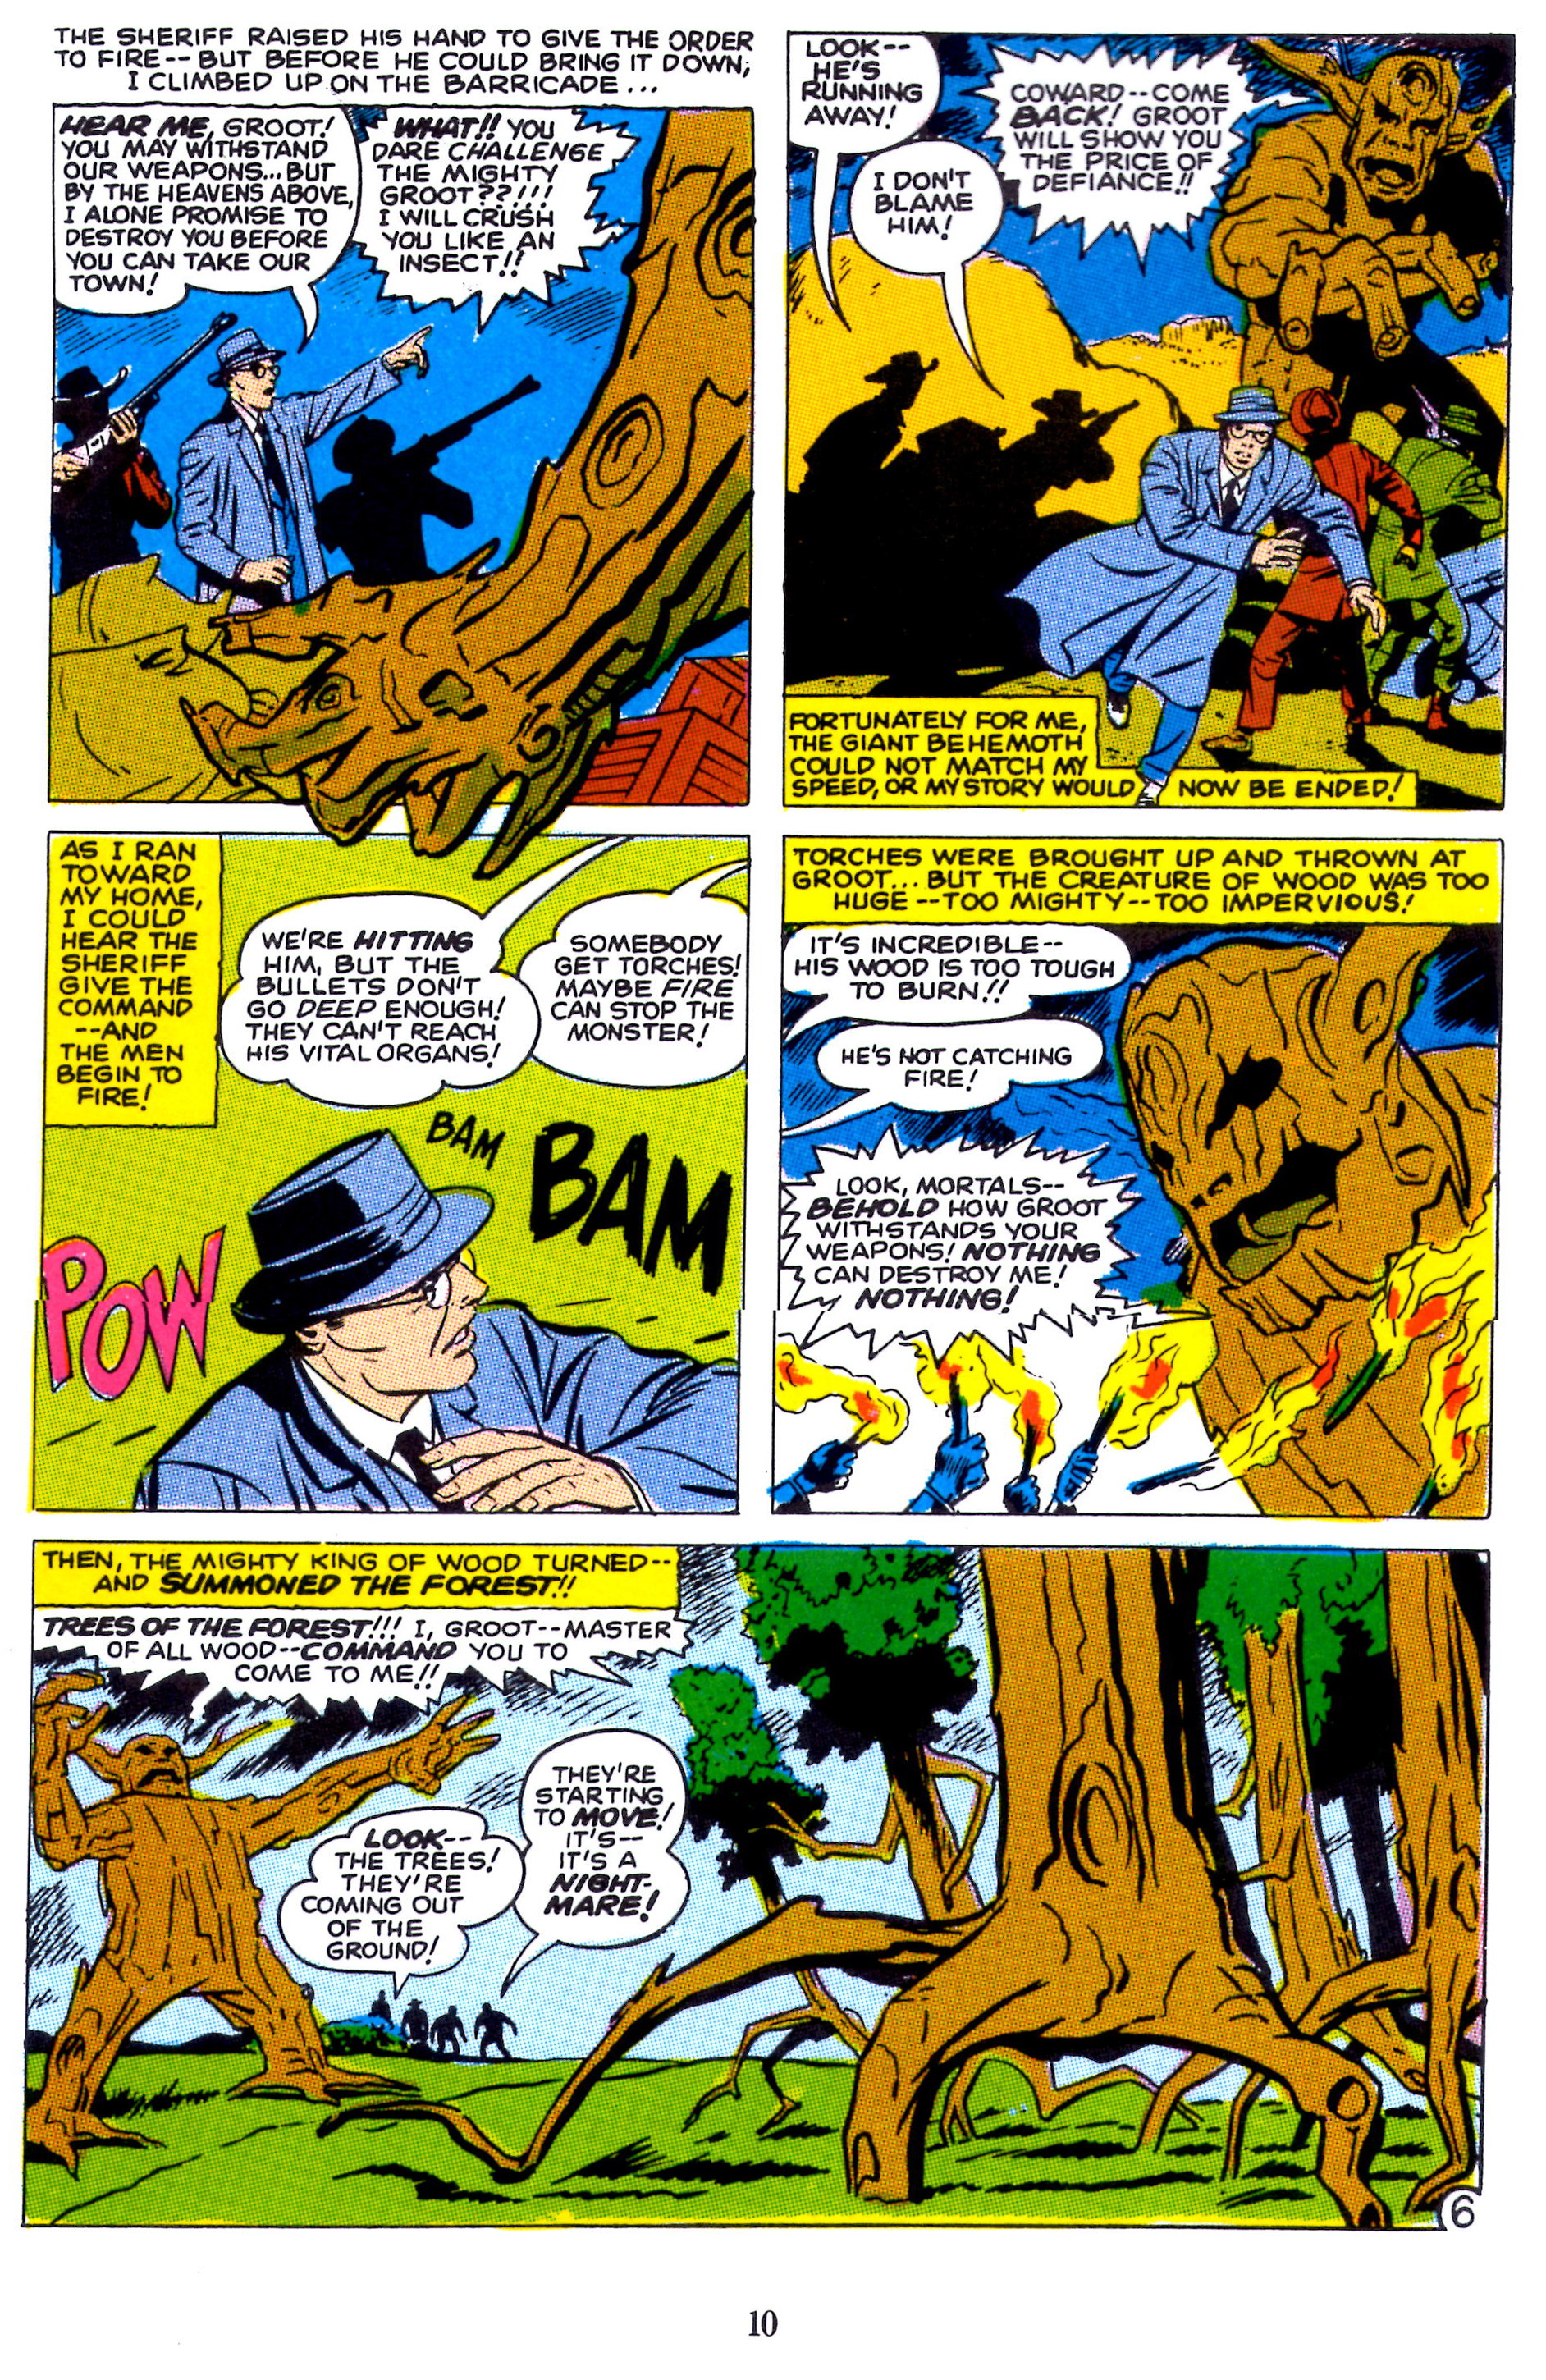 THE SHERIFF RAISED HIS HAND TO GIVE THE ORDER
TO FIRE-- BUT BEFORE HE COULD BRING IT DOWN,
I CLIMBED UP ON THE BARRICADE...
HEAR ME, GROOT!
YOU MAY WITHSTAND
OUR WEAPONS... BUT
BY THE HEAVENS ABOVE,
I ALONE PROMISE TO
DESTROY YOU BEFORE
YOU CAN TAKE OUR
TOWN!
WHAT!! YOU
DARE CHALLENGE
THE MIGHTY
GROOT??!!!
I WILL CRUSH
YOU LIKE AN
INSECT!!
LOOK--
HE'S
RUNNING
AWAY!
I DON'T
BLAME
HIM!
COWARD--COME
BACK! GROOT
WILL SHOW YOU
THE PRICE OF
DEFIANCE!!
FORTUNATELY FOR ME,
THE GIANT BEHEMOTH
COULD NOT MATCH MY
SPEED, OR MY STORY WOULD NOW BE ENDED!
AS I RAN
TOWARD
MY HOME,
I COULD
HEAR THE
SHERIFF
GIVE THE
COMMAND
--AND
THE MEN
BEGIN TO
FIRE!
WE'RE HITTING
HIM, BUT THE
BULLETS DON'T
GO DEEP ENOUGH!
THEY CAN'T REACH
HIS VITAL ORGANS!
SOMEBODY
GET TORCHES!
MAYBE FIRE
CAN STOP THE
MONSTER!
BAM
BAM
POW
TORCHES WERE BROUGHT UP AND THROWN AT
GROOT... BUT THE CREATURE OF WOOD WAS TOO
HUGE --TOO MIGHTY--TOO IMPERVIOUS!
IT'S INCREDIBLE--
HIS WOOD IS TOO TOUGH
TO BURN!!
HE'S NOT CATCHING
FIRE!
LOOK, MORTALS--
BEHOLD HOW GROOT
WITHSTANDS YOUR
WEAPONS! NOTHING
CAN DESTROY ME!
NOTHING!
THEN, THE MIGHTY KING OF WOOD TURNED--
AND SUMMONED THE FOREST!!
TREES OF THE FOREST!!! I, GROOT--MASTER
OF ALL WOOD--COMMAND YOU TO
COME TO ME!!
LOOK--
THE TREES!
THEY'RE
COMING OUT
OF THE
GROUND!
THEY'RE
STARTING
TO MOVE!
IT'S--
IT'S A
NIGHT-
MARE!
6
10